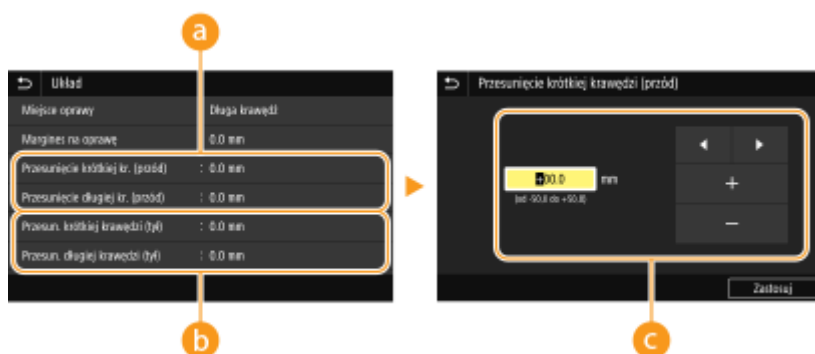 a
Układ
Miejsce oprawy Długa krawędź
Margines na oprawę 0.0 mm
Przesunięcie krótkiej kr. (przód) : 0.0 mm
Przesunięcie długiej kr. (przód) : 0.0 mm
Przesun. krótkiej krawędzi (tył) : 0.0 mm
Przesun. długiej krawędzi (tył) : 0.0 mm
b
Przesunięcie krótkiej krawędzi (przód)
+00.0 mm
(od -50.0 do +50.0)
+
−
Zastosuj
c